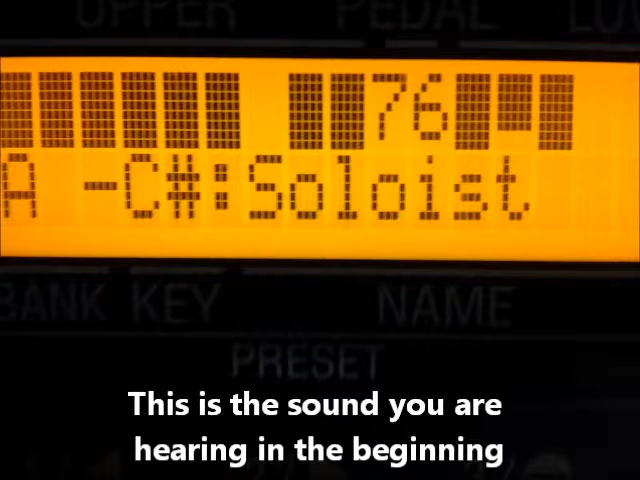 UPPER PEDAL
76
A -C#:Soloist
BANK KEY NAME
PRESET
This is the sound you are
hearing in the beginning